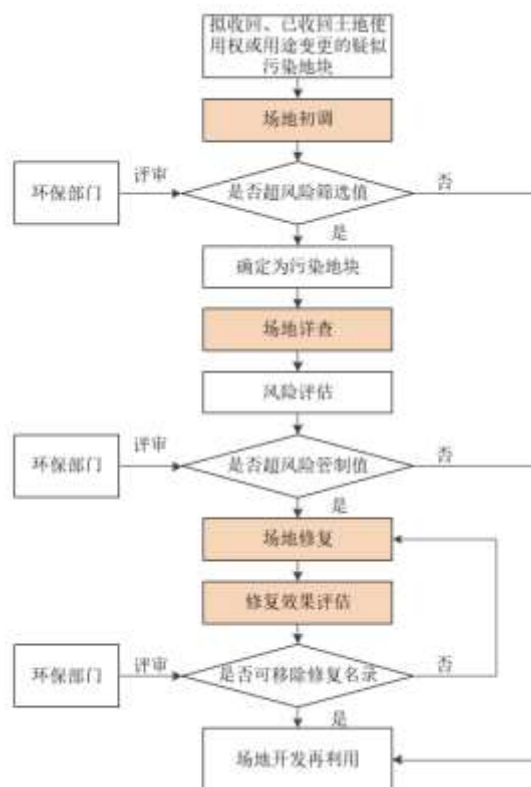 拟收回、已收回土地使
用权或用途变更的疑似
污染地块
场地初调
环保部门
评审
是否超风险筛选值
否
是
确定为污染地块
场地详查
风险评估
环保部门
评审
是否超风险管制值
否
是
场地修复
修复效果评估
环保部门
评审
是否可移除修复名录
否
是
场地开发再利用